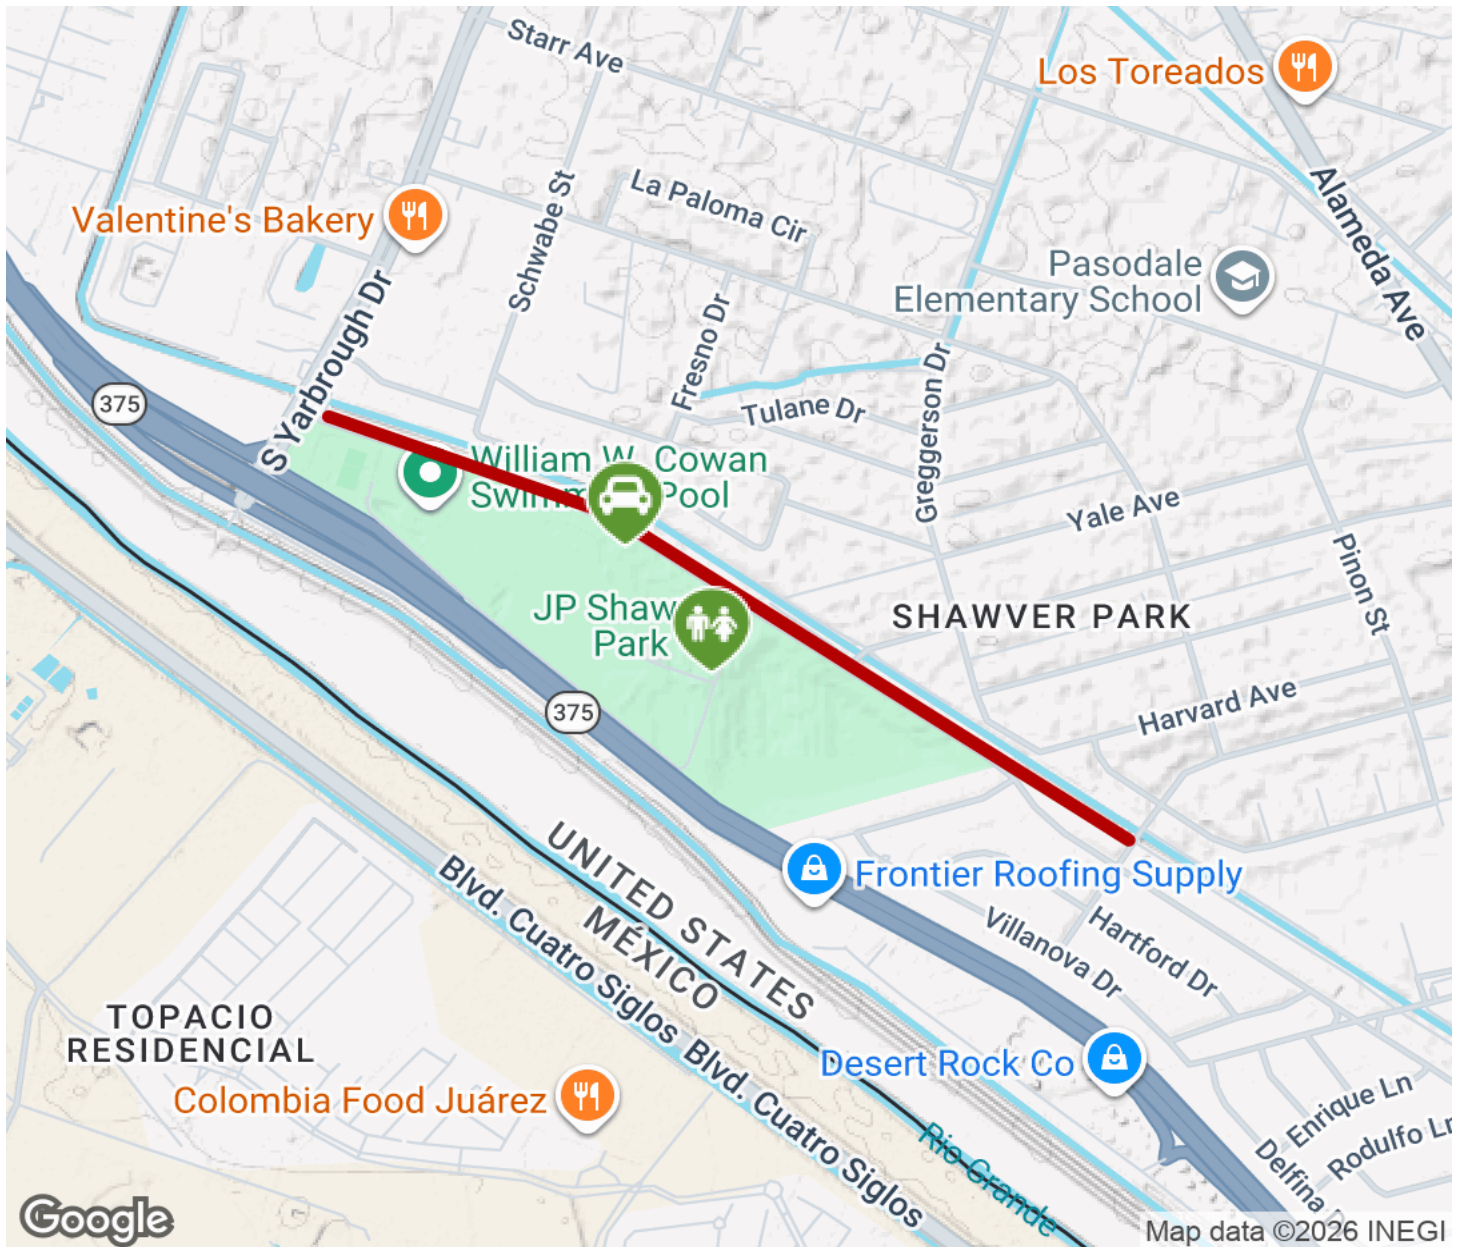 Starr Ave
Los Toreados
La Paloma Cir
Valentine's Bakery
Schwabe St
Alameda Ave
Pasodale
Elementary School
S Yarbrough Dr
Fresno Dr
Greggerson Dr
375
Tulane Dr
William W. Cowan
Pool
Yale Ave
Pinon St
JP
Park
SHAWVER PARK
Harvard Ave
375
UNITED STATES
MÉXICO
Frontier Roofing Supply
Blvd. Cuatro Siglos
Blvd. Cuatro Siglos
Villanova Dr
Hartford Dr
TOPACIO
RESIDENCIAL
Desert Rock Co
Colombia Food Juárez
Rio Grande
Enrique Ln
Rodulfo
Delfina
Google
Map data ©2026 INEGI